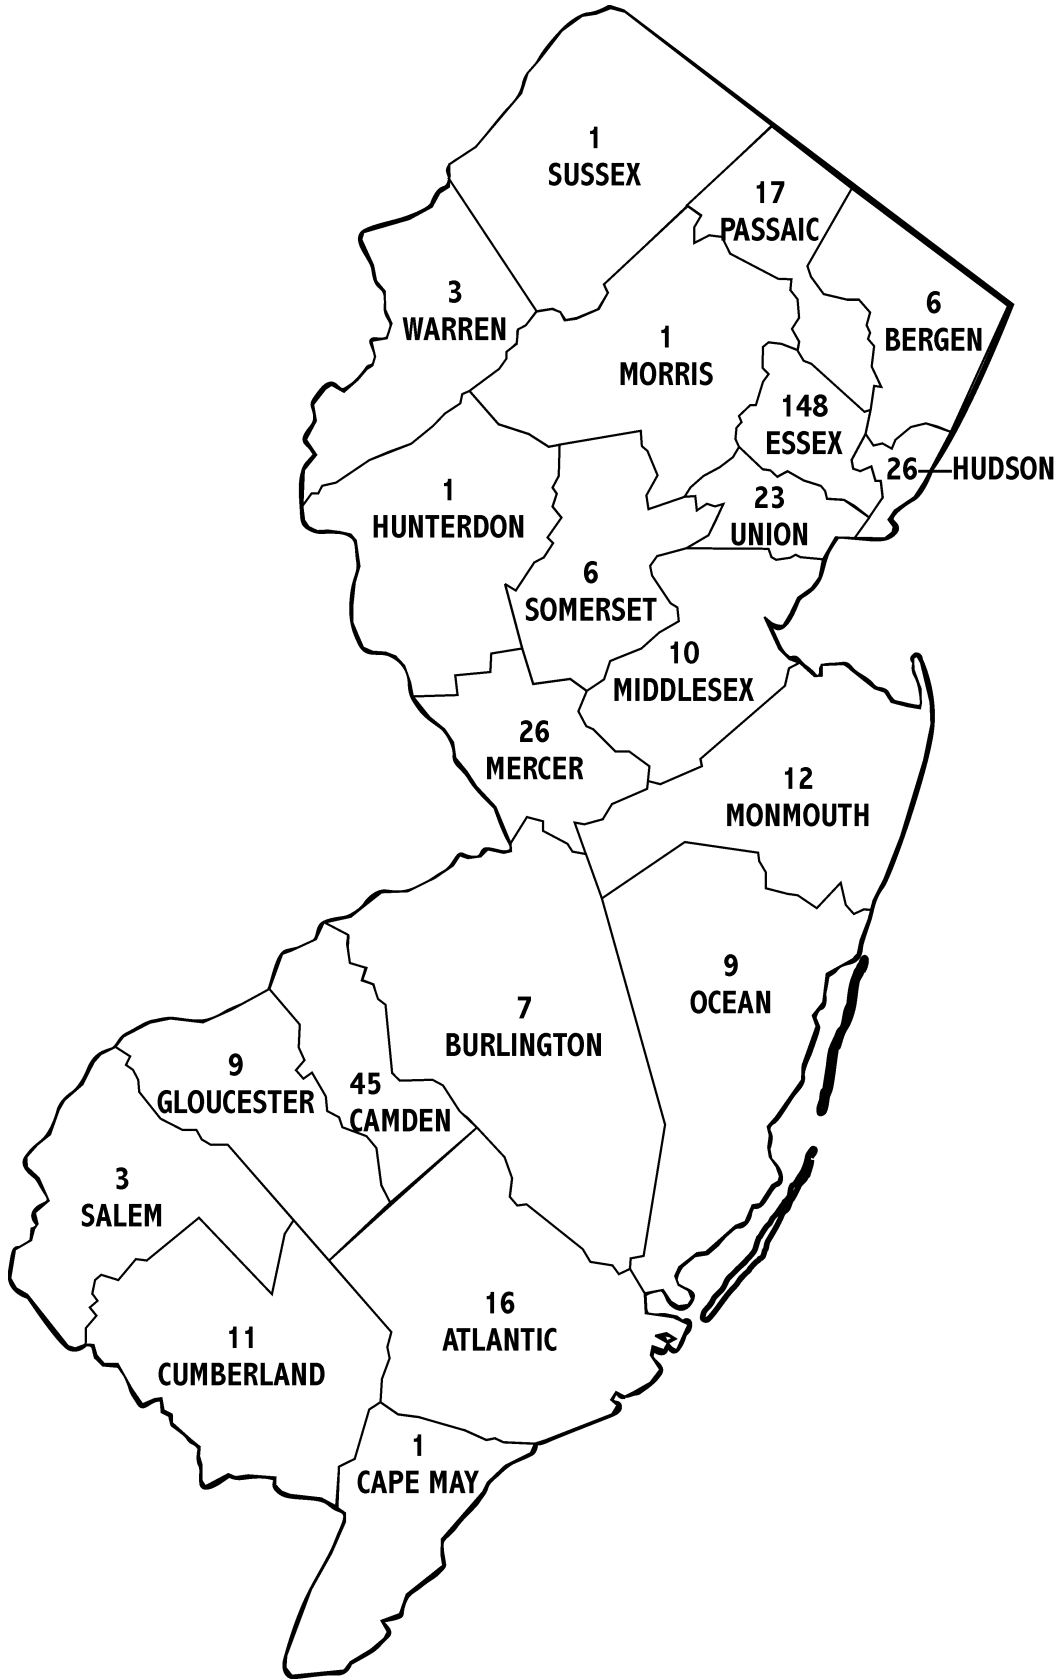 1
SUSSEX
17
PASSAIC
3
WARREN
6
BERGEN
1
MORRIS
148
ESSEX
26 HUDSON
1
HUNTERDON
23
UNION
6
SOMERSET
10
MIDDLESEX
26
MERCER
12
MONMOUTH
9
OCEAN
7
BURLINGTON
9
GLOUCESTER
45
CAMDEN
3
SALEM
16
ATLANTIC
11
CUMBERLAND
1
CAPE MAY